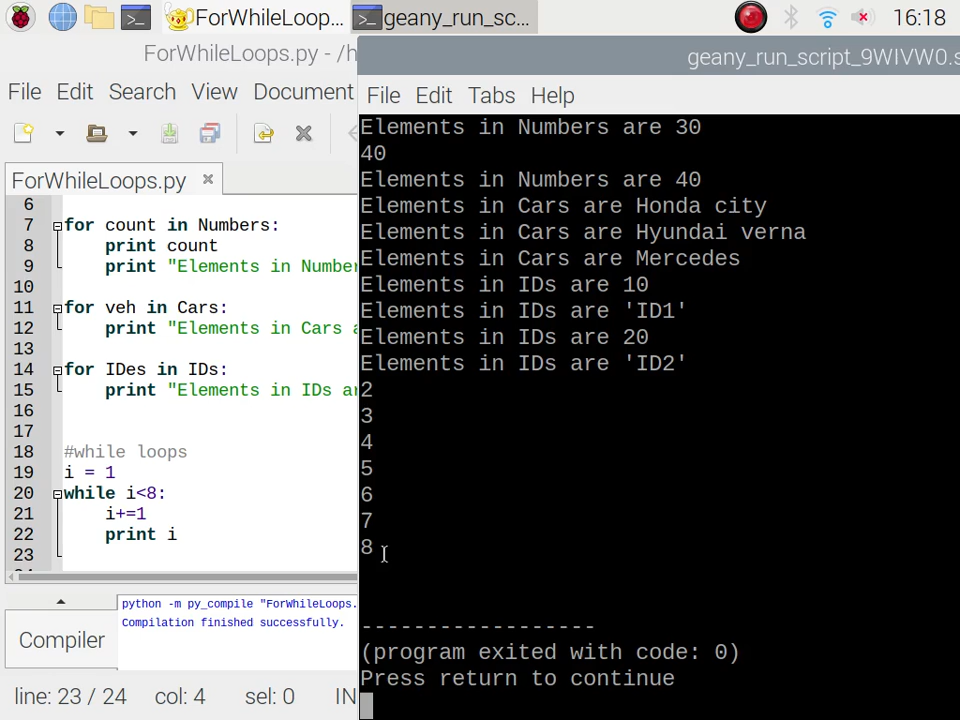 ForWhileLoop...
geany_run_sc...
16:18
ForWhileLoops.py - /h
geany_run_script_9WIVW0.s
File Edit Search View Document
File Edit Tabs Help
ForWhileLoops.py ×
6
7 for count in Numbers:
8 print count
9 print "Elements in Number
10
11 for veh in Cars:
12 print "Elements in Cars a
13
14 for IDes in IDs:
15 print "Elements in IDs ar
16
17
18 #while loops
19 i = 1
20 while i<8:
21 i+=1
22 print i
23
Elements in Numbers are 30
40
Elements in Numbers are 40
Elements in Cars are Honda city
Elements in Cars are Hyundai verna
Elements in Cars are Mercedes
Elements in IDs are 10
Elements in IDs are 'ID1'
Elements in IDs are 20
Elements in IDs are 'ID2'
2
3
4
5
6
7
8
------------------
(program exited with code: 0)
Press return to continue
Compiler
python -m py_compile "ForWhileLoops.
Compilation finished successfully.
line: 23 / 24 col: 4 sel: 0 IN